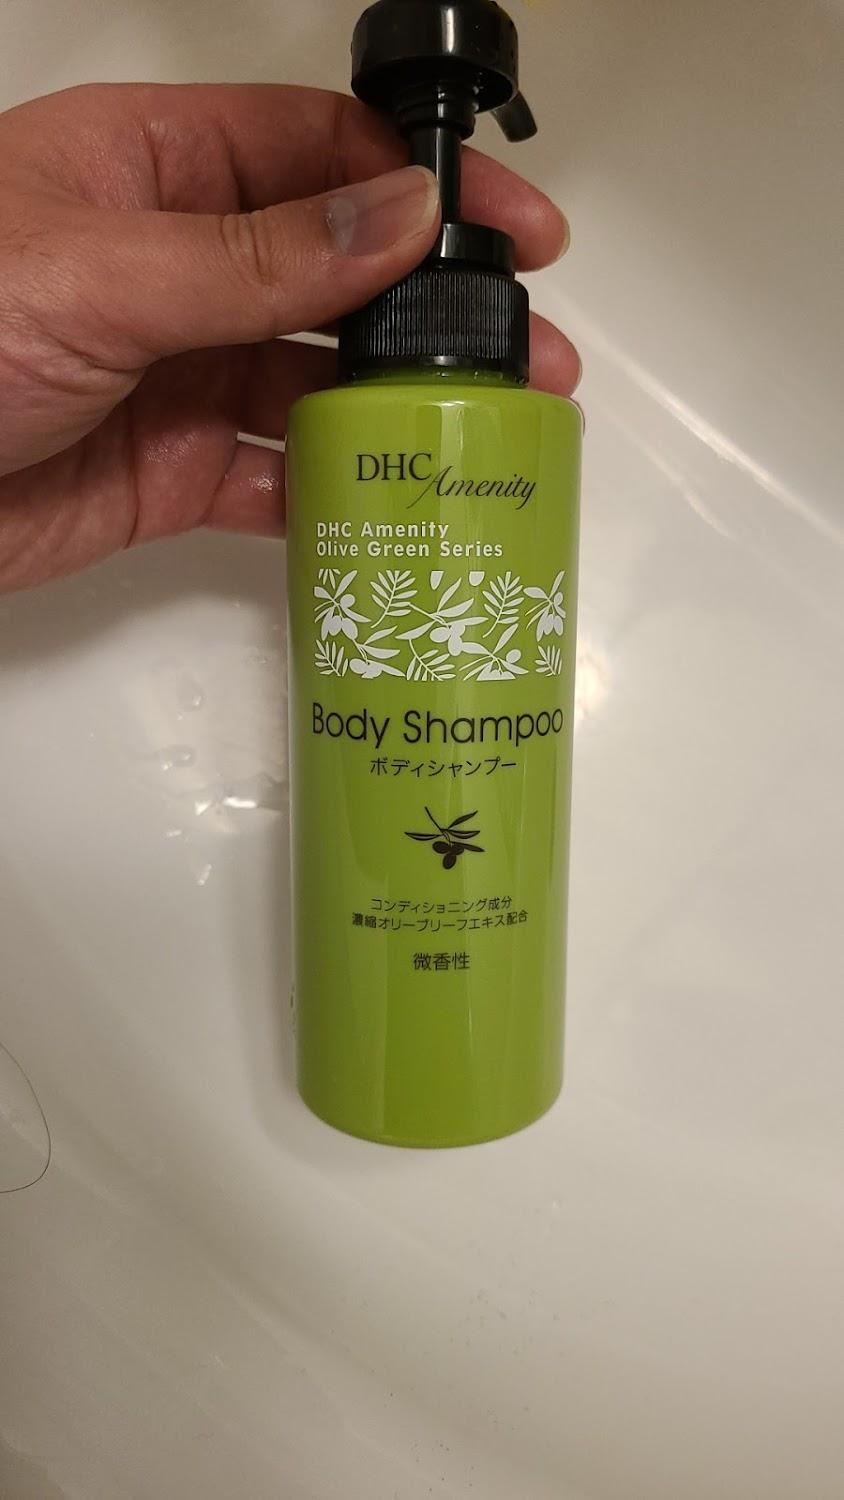 DHC Amenity
DHC Amenity
Olive Green Series
Body Shampoo
ボディシャンプー
コンディショニング成分
濃縮オリーブリーフエキス配合
微香性